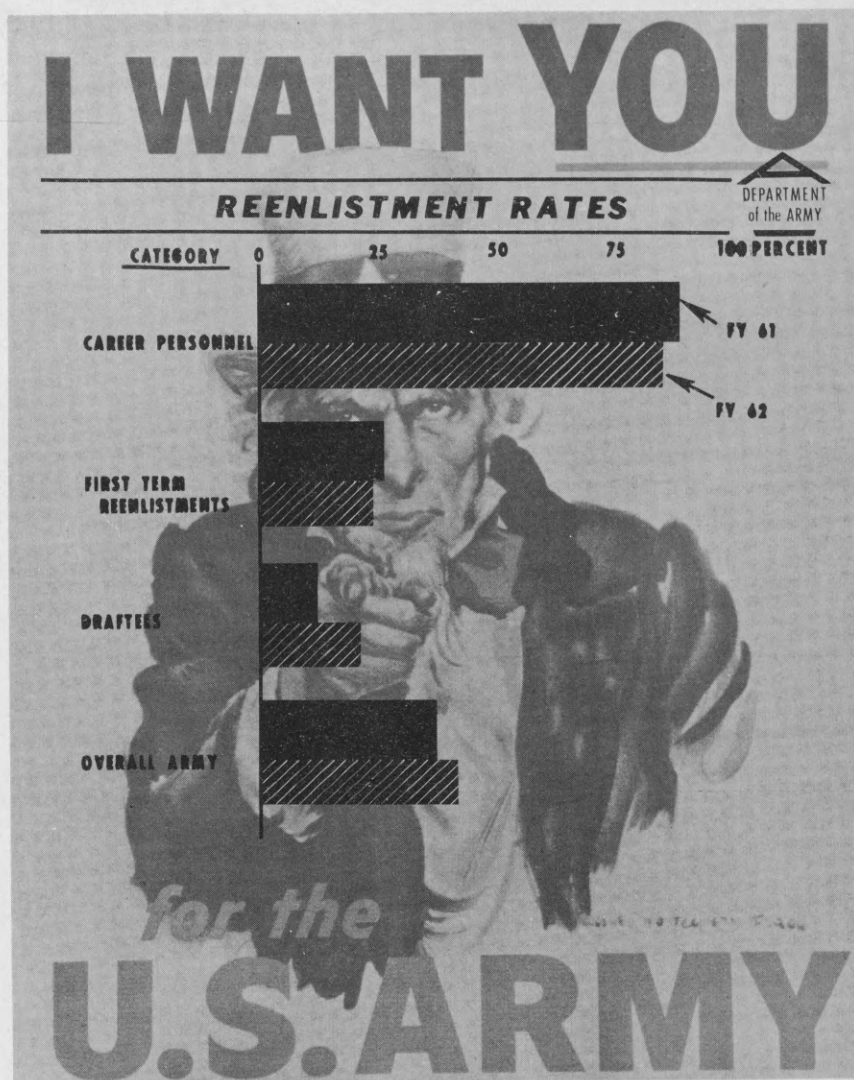 I WANT YOU
REENLISTMENT RATES
DEPARTMENT
of the ARMY
CATEGORY 0 25 50 75 100 PERCENT
CAREER PERSONNEL
FY 61
FY 62
FIRST TERM
REENLISTMENTS
DRAFTEES
OVERALL ARMY
for the
U.S. ARMY